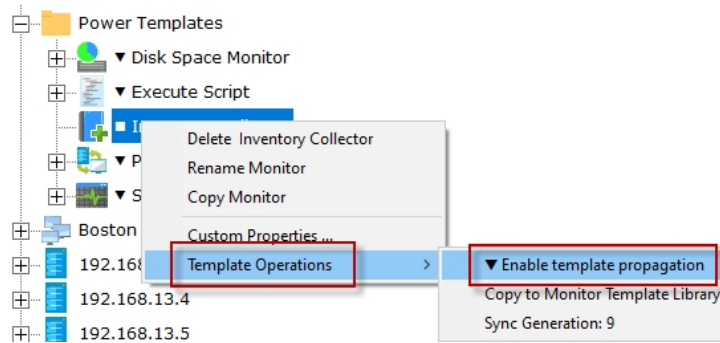 Power Templates
▼ Disk Space Monitor
▼ Execute Script
Delete Inventory Collector
Rename Monitor
▼ P
Copy Monitor
▼ S
Boston
Custom Properties ...
192.168
Template Operations >
▼ Enable template propagation
192.168.13.4
Copy to Monitor Template Library
Sync Generation: 9
192.168.13.5